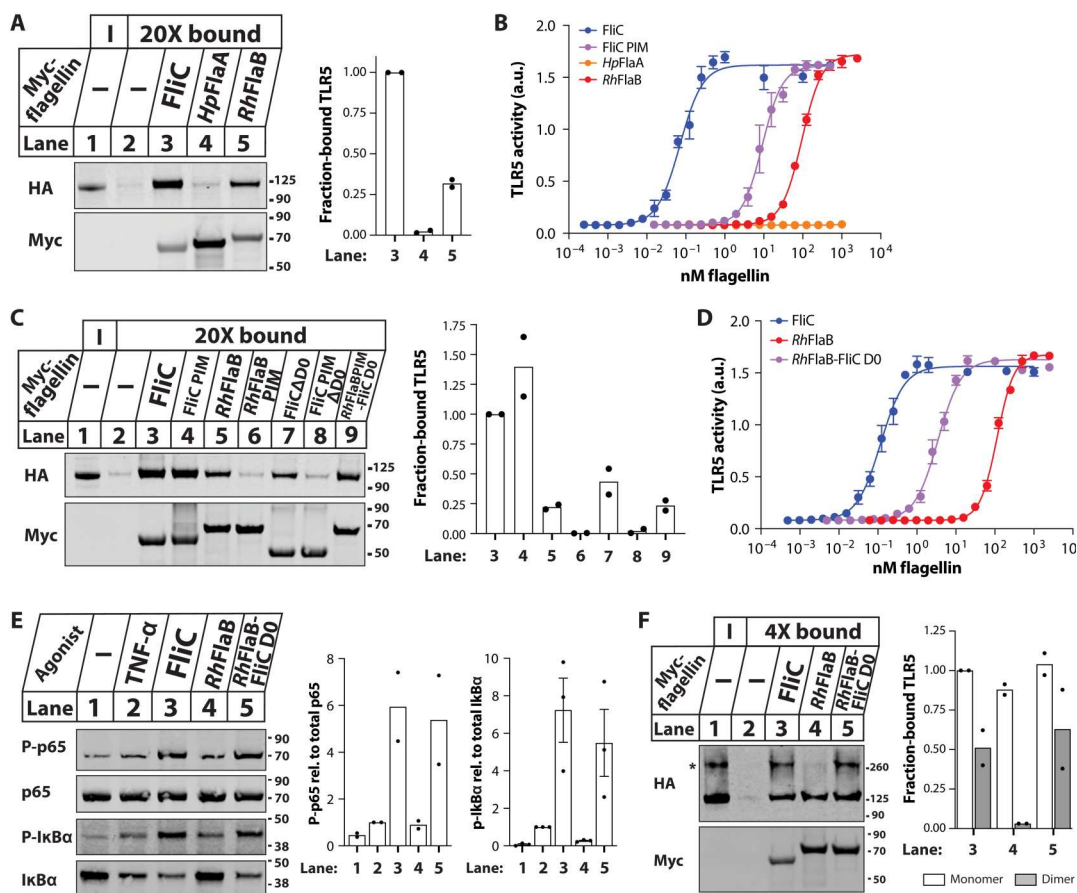 A
I 20X bound
Myc-flagellin – – FliC HpFlaA RhFlaB
Lane 1 2 3 4 5
HA
125
90
Myc
90
70
50
Fraction-bound TLR5
1.00
0.75
0.50
0.25
0
Lane: 3 4 5
B
FliC
FliC PIM
HpFlaA
RhFlaB
TLR5 activity (a.u.)
2.0
1.5
1.0
0.5
0.0
10⁻⁴ 10⁻³ 10⁻² 10⁻¹ 10⁰ 10¹ 10² 10³ 10⁴
nM flagellin
C
I 20X bound
Myc-flagellin – – FliC FliC PIM RhFlaB RhFlaB PIM FliCΔD0 FliC PIM ΔD0 RhFlaBPIM-FliC D0
Lane 1 2 3 4 5 6 7 8 9
HA
125
90
Myc
90
70
50
Fraction-bound TLR5
1.75
1.50
1.25
1.00
0.75
0.50
0.25
0
Lane: 3 4 5 6 7 8 9
D
FliC
RhFlaB
RhFlaB-FliC D0
TLR5 activity (a.u.)
2.0
1.5
1.0
0.5
0.0
10⁻⁴ 10⁻³ 10⁻² 10⁻¹ 10⁰ 10¹ 10² 10³
nM flagellin
E
Agonist – TNF-α FliC RhFlaB RhFlaB-FliC D0
Lane 1 2 3 4 5
P-p65
90
70
p65
90
70
50
P-IκBα
50
38
IκBα
50
38
P-p65 rel. to total p65
8
6
4
2
0
Lane: 1 2 3 4 5
p-IkBα rel. to total IkBα
10
8
6
4
2
0
Lane: 1 2 3 4 5
F
I 4X bound
Myc-flagellin – – FliC RhFlaB RhFlaB-FliC D0
Lane 1 2 3 4 5
*
HA
260
125
90
Myc
90
70
50
Fraction-bound TLR5
1.25
1.00
0.75
0.50
0.25
0.00
Lane: 3 4 5
Monomer Dimer